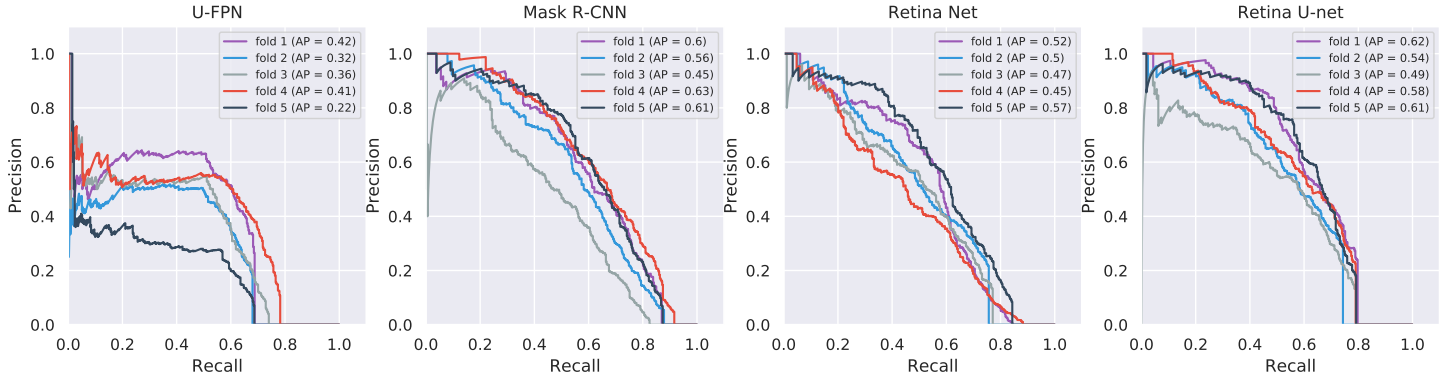 U-FPN
fold 1 (AP = 0.42)
fold 2 (AP = 0.32)
fold 3 (AP = 0.36)
fold 4 (AP = 0.41)
fold 5 (AP = 0.22)
1.0
0.8
0.6
0.4
0.2
0.0
Precision
0.0 0.2 0.4 0.6 0.8 1.0
Recall
Mask R-CNN
fold 1 (AP = 0.6)
fold 2 (AP = 0.56)
fold 3 (AP = 0.45)
fold 4 (AP = 0.63)
fold 5 (AP = 0.61)
1.0
0.8
0.6
0.4
0.2
0.0
Precision
0.0 0.2 0.4 0.6 0.8 1.0
Recall
Retina Net
fold 1 (AP = 0.52)
fold 2 (AP = 0.5)
fold 3 (AP = 0.47)
fold 4 (AP = 0.45)
fold 5 (AP = 0.57)
1.0
0.8
0.6
0.4
0.2
0.0
Precision
0.0 0.2 0.4 0.6 0.8 1.0
Recall
Retina U-net
fold 1 (AP = 0.62)
fold 2 (AP = 0.54)
fold 3 (AP = 0.49)
fold 4 (AP = 0.58)
fold 5 (AP = 0.61)
1.0
0.8
0.6
0.4
0.2
0.0
Precision
0.0 0.2 0.4 0.6 0.8 1.0
Recall